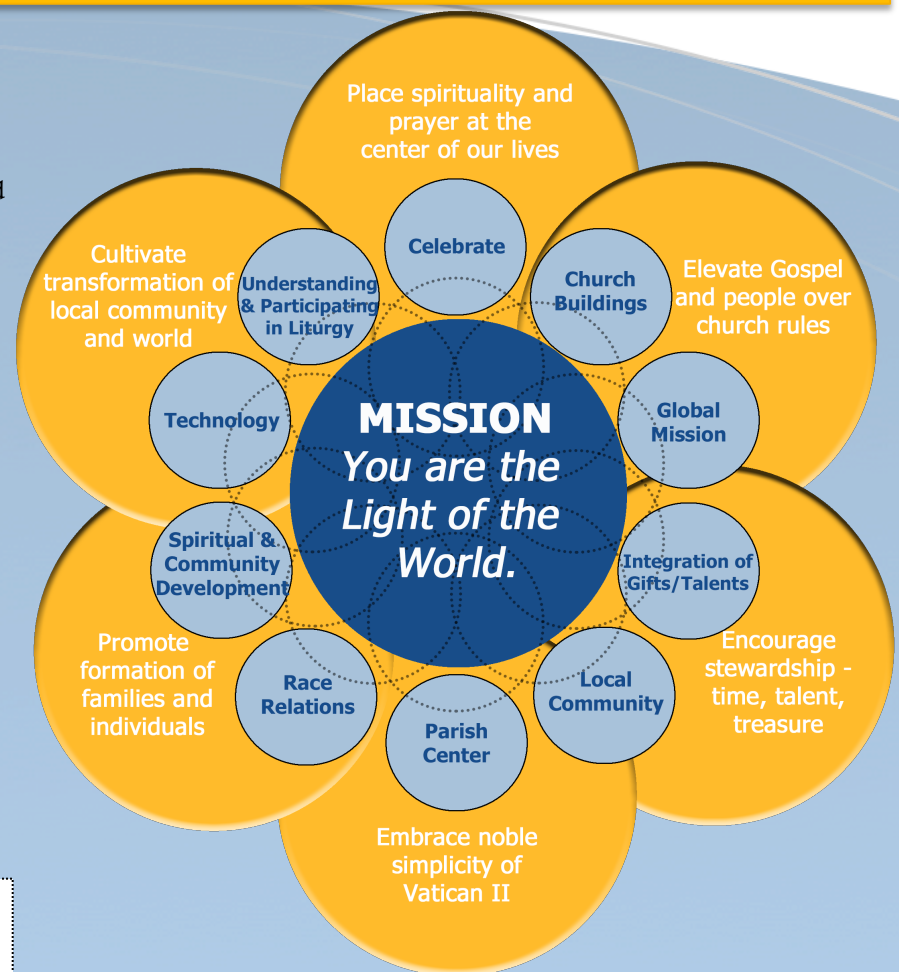 Place spirituality and
prayer at the
center of our lives
Celebrate
Cultivate
transformation of
local community
and world
Understanding
& Participating
in Liturgy
Church
Buildings
Elevate Gospel
and people over
church rules
Technology
MISSION
You are the
Light of the
World.
Global
Mission
Spiritual &
Community
Development
Integration of
Gifts/Talents
Promote
formation of
families and
individuals
Race
Relations
Parish
Center
Local
Community
Encourage
stewardship -
time, talent,
treasure
Embrace noble
simplicity of
Vatican II